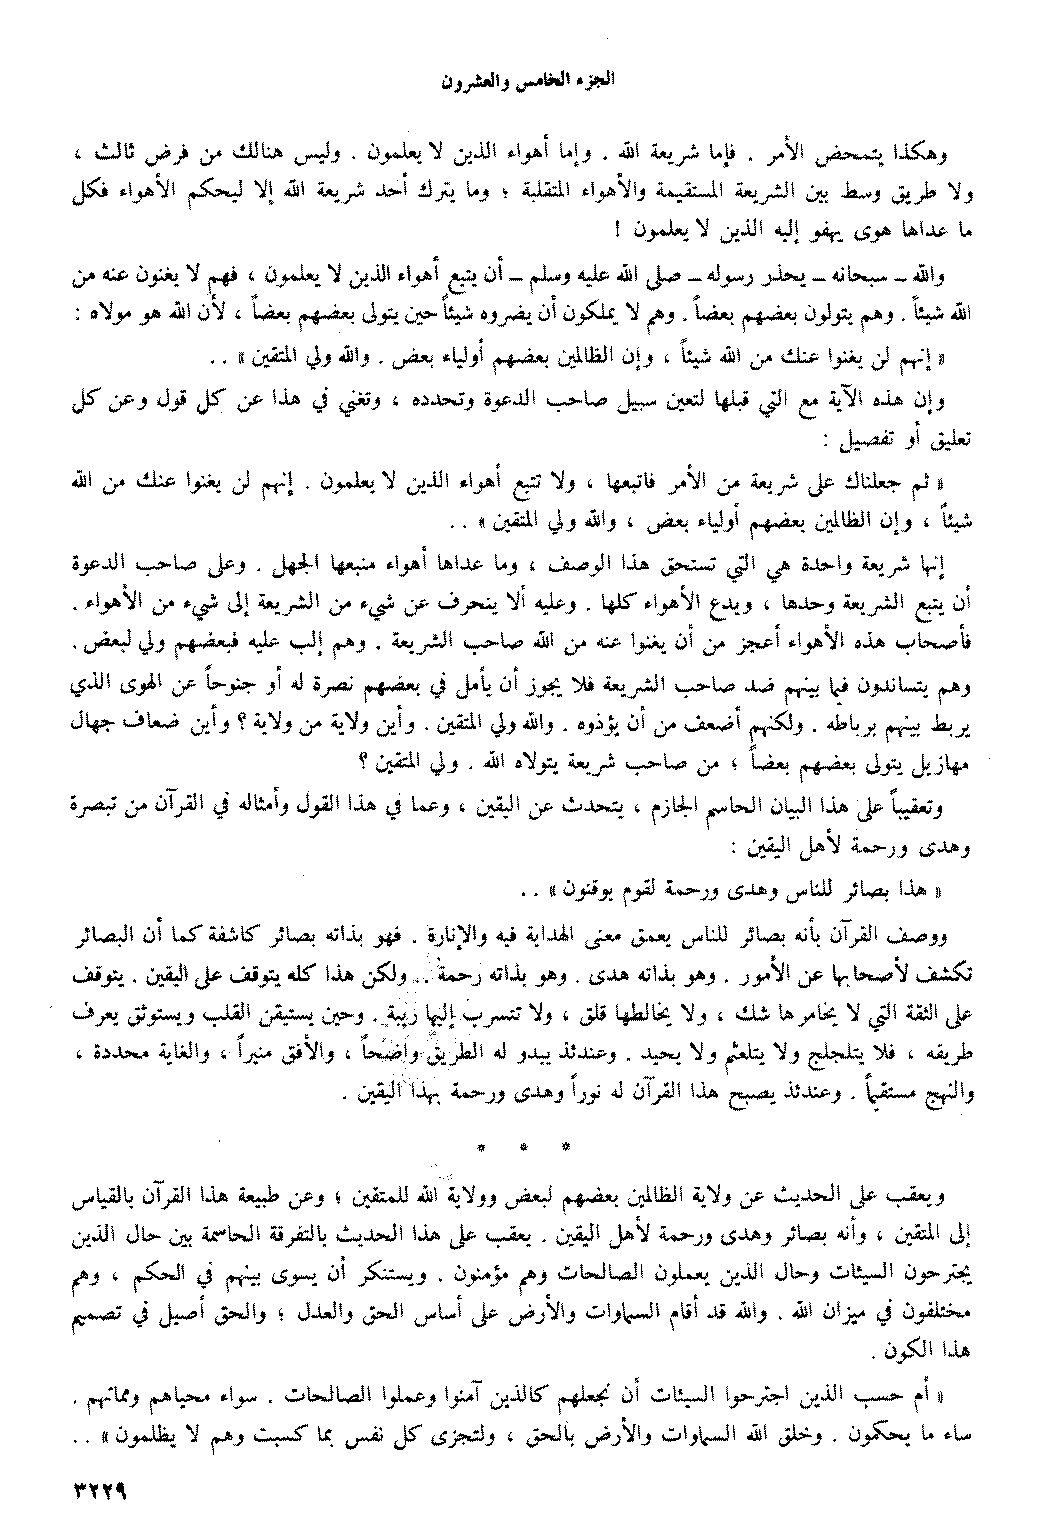 الجزء الخامس والعشرون
وهكذا يتمحض الأمر . فإما شريعة الله . وإما أهواء الذين لا يعلمون . وليس هنالك من فرض ثالث ،
ولا طريق وسط بين الشريعة المستقيمة والأهواء المتقلبة ؛ وما يترك أحد شريعة الله إلا ليحكم الأهواء فكل
ما عداها هوى يهفو إليه الذين لا يعلمون !
والله – سبحانه – يحذر رسوله – صلى الله عليه وسلم – أن يتبع أهواء الذين لا يعلمون ، فهم لا يغنون عنه من
الله شيئاً . وهم يتولون بعضهم بعضاً . وهم لا يملكون أن يضروه شيئاً حين يتولى بعضهم بعضاً ، لأن الله هو مولاه :
« إنهم لن يغنوا عنك من الله شيئاً ، وإن الظالمين بعضهم أولياء بعض . والله ولي المتقين » . .
وإن هذه الآية مع التي قبلها لتعين سبيل صاحب الدعوة وتحدده ، وتغني في هذا عن كل قول وعن كل
تعليق أو تفصيل :
« ثم جعلناك على شريعة من الأمر فاتبعها ، ولا تتبع أهواء الذين لا يعلمون . إنهم لن يغنوا عنك من الله
شيئاً ، وإن الظالمين بعضهم أولياء بعض ، والله ولي المتقين » . .
إنها شريعة واحدة هي التي تستحق هذا الوصف ، وما عداها أهواء منبعها الجهل . وعلى صاحب الدعوة
أن يتبع الشريعة وحدها ، ويدع الأهواء كلها . وعليه ألا ينحرف عن شيء من الشريعة إلى شيء من الأهواء .
فأصحاب هذه الأهواء أعجز من أن يغنوا عنه من الله صاحب الشريعة . وهم إلب عليه فبعضهم ولي لبعض .
وهم يتساندون فيما بينهم ضد صاحب الشريعة فلا يجوز أن يأمل في بعضهم نصرة له أو جنوحاً عن الهوى الذي
يربط بينهم برباطه . ولكنهم أضعف من أن يؤذوه . والله ولي المتقين . وأين ولاية من ولاية ؟ وأين ضعاف جهال
مهازيل يتولى بعضهم بعضاً ؛ من صاحب شريعة يتولاه الله . ولي المتقين ؟
وتعقيباً على هذا البيان الحاسم الجازم ، يتحدث عن اليقين ، وعما في هذا القول وأمثاله في القرآن من تبصرة
وهدى ورحمة لأهل اليقين :
« هذا بصائر للناس وهدى ورحمة لقوم يوقنون » . .
ووصف القرآن بأنه بصائر للناس يعمق معنى الهداية فيه والإنارة . فهو بذاته بصائر كاشفة كما أن البصائر
تكشف لأصحابها عن الأمور . وهو بذاته هدى . وهو بذاته رحمة . . ولكن هذا كله يتوقف على اليقين . يتوقف
على الثقة التي لا يخامرها شك ، ولا يخالطها قلق ، ولا تتسرب إليها ريبة . وحين يستيقن القلب ويستوثق يعرف
طريقه ، فلا يتلجلج ولا يتلعثم ولا يحيد . وعندئذ يبدو له الطريق واضحاً ، والأفق منيراً ، والغاية محددة ،
والنهج مستقيماً . وعندئذ يصبح هذا القرآن له نوراً وهدى ورحمة بهذا اليقين .
* * *
ويعقب على الحديث عن ولاية الظالمين بعضهم لبعض وولاية الله للمتقين ؛ وعن طبيعة هذا القرآن بالقياس
إلى المتقين ، وأنه بصائر وهدى ورحمة لأهل اليقين . يعقب على هذا الحديث بالتفرقة الحاسمة بين حال الذين
يجترحون السيئات وحال الذين يعملون الصالحات وهم مؤمنون . ويستنكر أن يسوى بينهم في الحكم ، وهم
مختلفون في ميزان الله . والله قد أقام السماوات والأرض على أساس الحق والعدل ؛ والحق أصيل في تصميم
هذا الكون .
« أم حسب الذين اجترحوا السيئات أن نجعلهم كالذين آمنوا وعملوا الصالحات . سواء محياهم ومماتهم .
ساء ما يحكمون . وخلق الله السماوات والأرض بالحق ، ولتجزى كل نفس بما كسبت وهم لا يظلمون » . .
٣٢٢٩